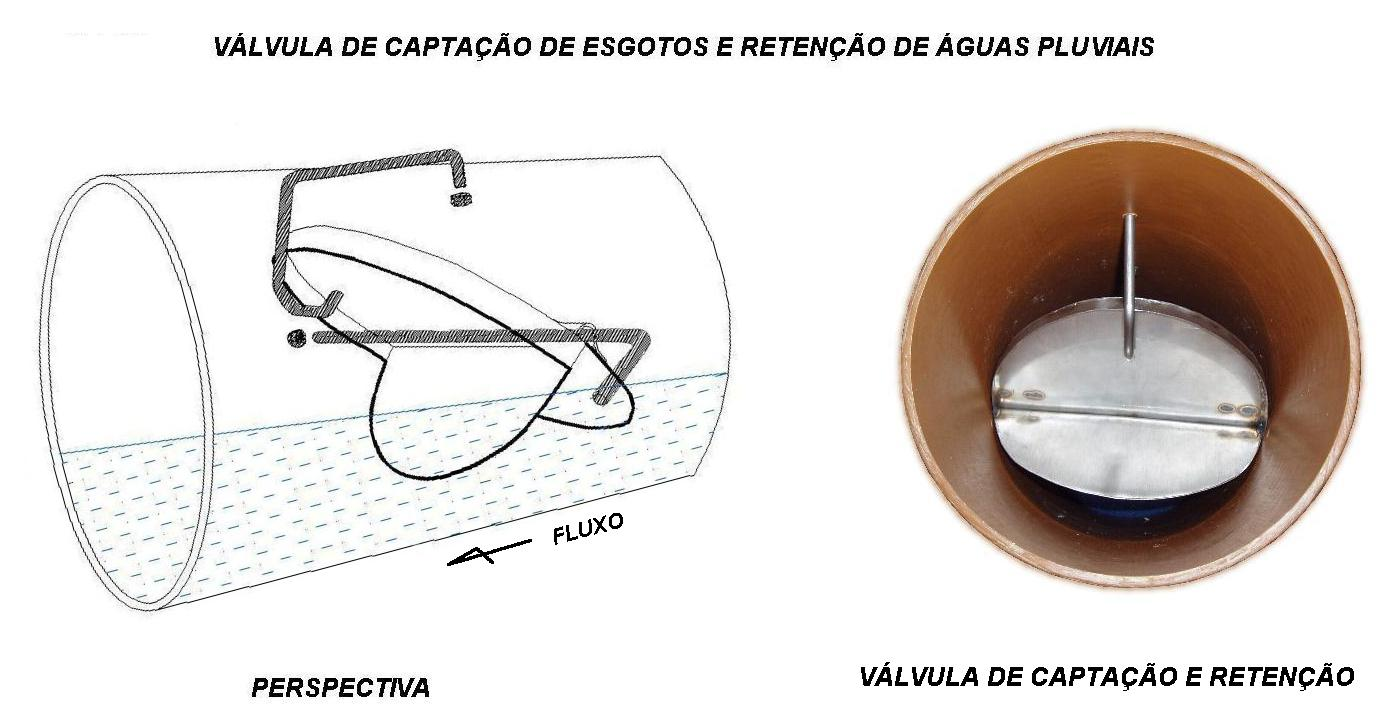 VÁLVULA DE CAPTAÇÃO DE ESGOTOS E RETENÇÃO DE ÁGUAS PLUVIAIS
FLUXO
PERSPECTIVA
VÁLVULA DE CAPTAÇÃO E RETENÇÃO